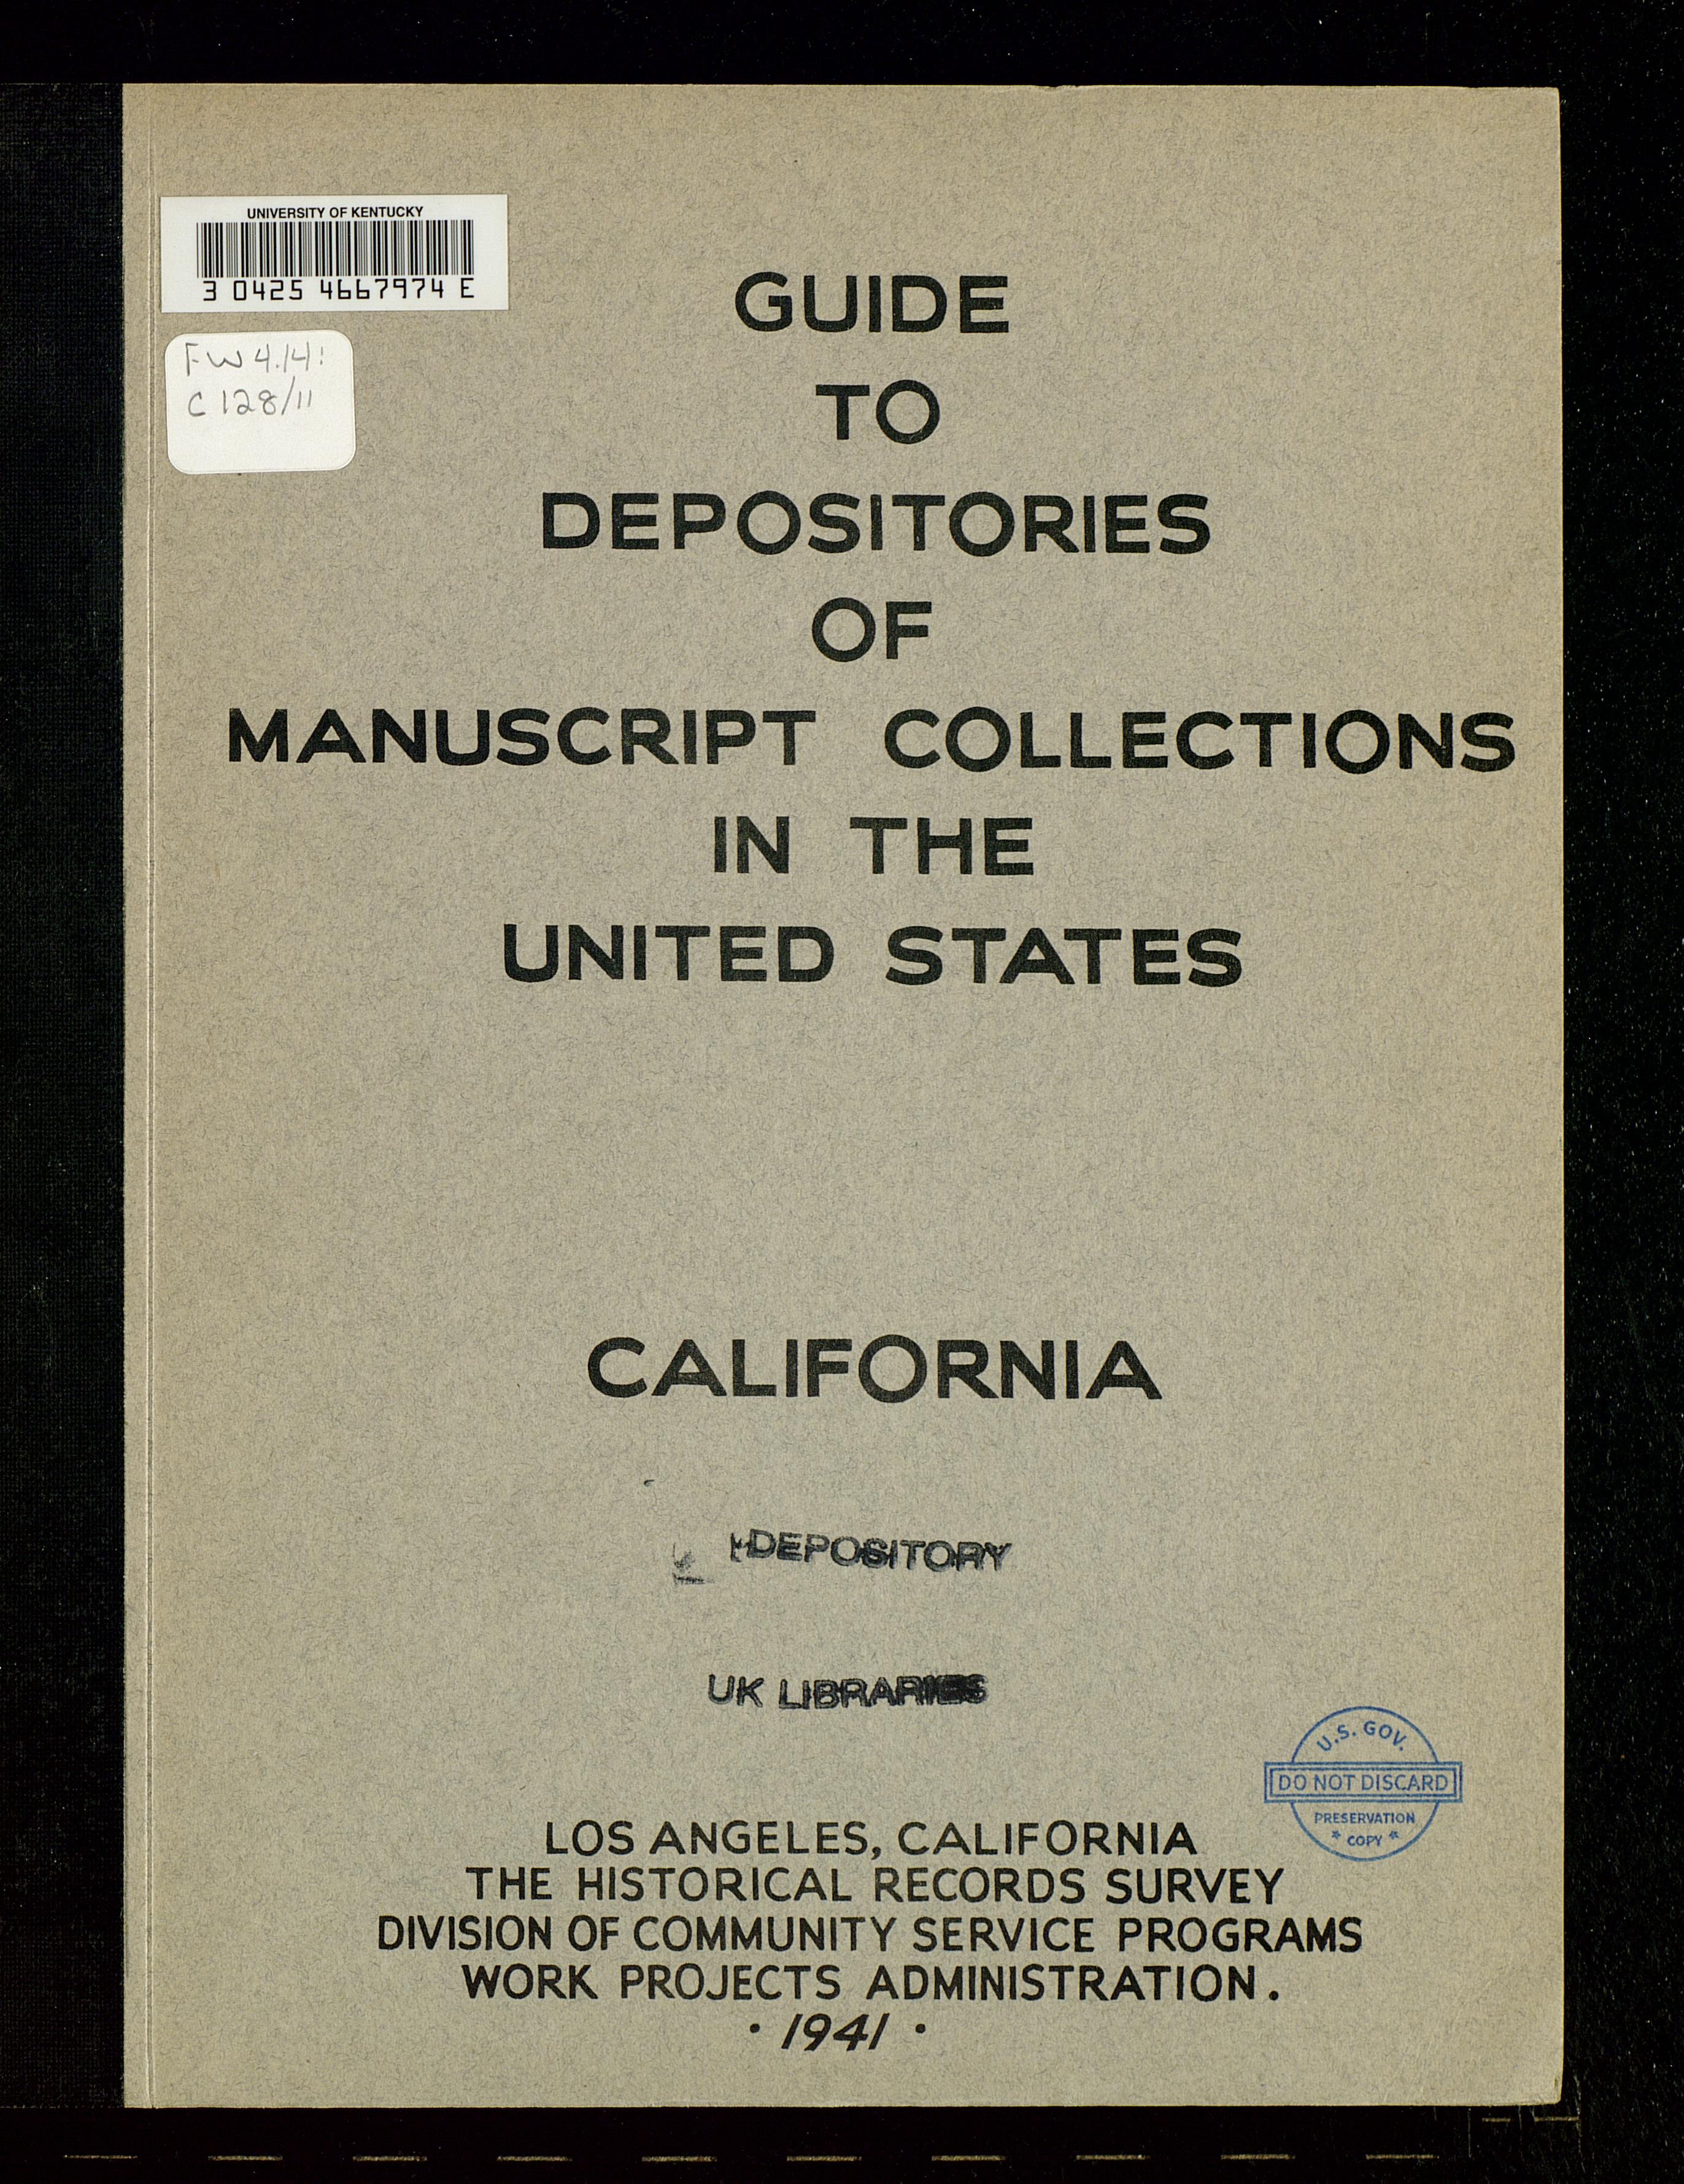 UNIVERSITY OF KENTUCKY
3 0425 4667974 E
FW 4.14:
C 128/11
GUIDE
TO
DEPOSITORIES
OF
MANUSCRIPT COLLECTIONS
IN THE
UNITED STATES
CALIFORNIA
DEPOSITORY
UK LIBRARIES
U.S. GOV.
DO NOT DISCARD
PRESERVATION
* COPY *
LOS ANGELES, CALIFORNIA
THE HISTORICAL RECORDS SURVEY
DIVISION OF COMMUNITY SERVICE PROGRAMS
WORK PROJECTS ADMINISTRATION.
• 1941 •